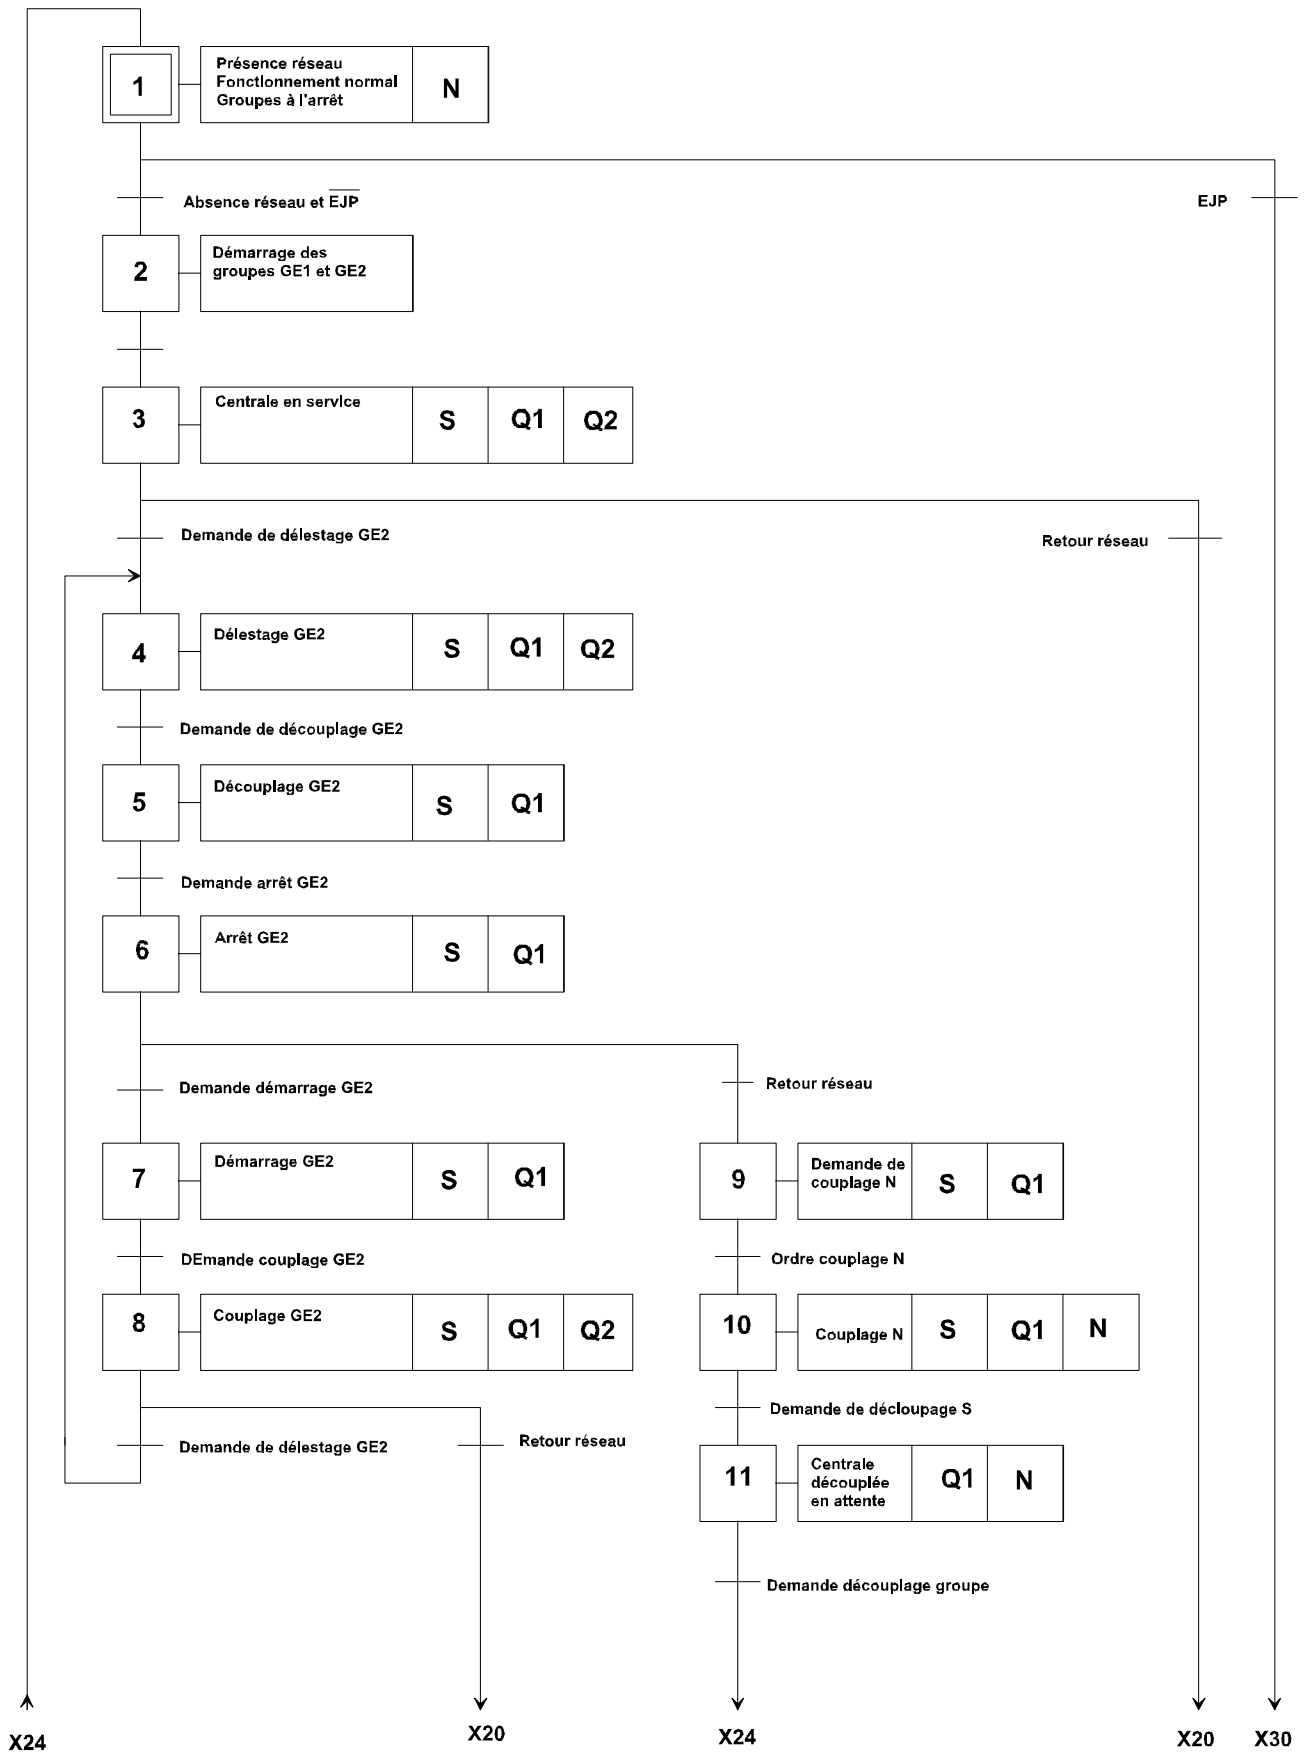 1
Présence réseau
Fonctionnement normal
Groupes à l'arrêt
N
Absence réseau et EJP
EJP
2
Démarrage des
groupes GE1 et GE2
3
Centrale en service
S
Q1
Q2
Demande de délestage GE2
Retour réseau
4
Délestage GE2
S
Q1
Q2
Demande de découplage GE2
5
Découplage GE2
S
Q1
Demande arrêt GE2
6
Arrêt GE2
S
Q1
Demande démarrage GE2
Retour réseau
7
Démarrage GE2
S
Q1
9
Demande de
couplage N
S
Q1
DEmande couplage GE2
Ordre couplage N
8
Couplage GE2
S
Q1
Q2
10
Couplage N
S
Q1
N
Demande de décloupage S
Demande de délestage GE2
Retour réseau
11
Centrale
découplée
en attente
Q1
N
Demande découplage groupe
X24
X20
X24
X20
X30